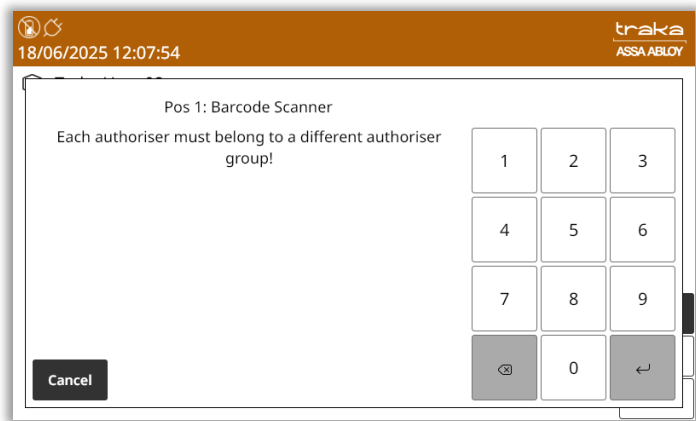 traka
18/06/2025 12:07:54
ASSA ABLOY
Pos 1: Barcode Scanner
Each authoriser must belong to a different authoriser
group!
1 2 3
4 5 6
7 8 9
0
Cancel